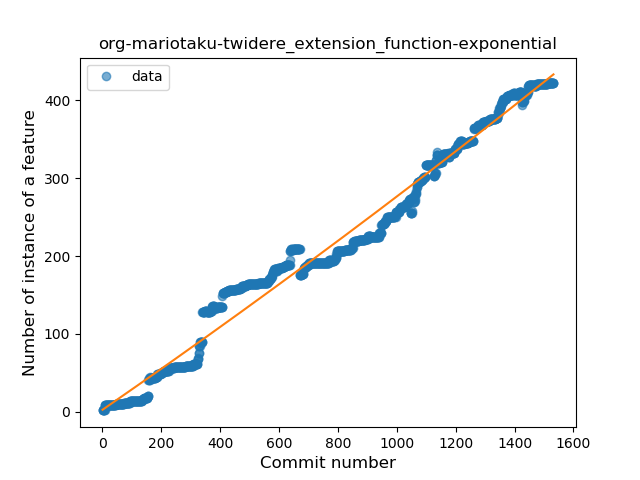 org-mariotaku-twidere_extension_function-exponential
data
Number of instance of a feature
400
300
200
100
0
0 200 400 600 800 1000 1200 1400 1600
Commit number